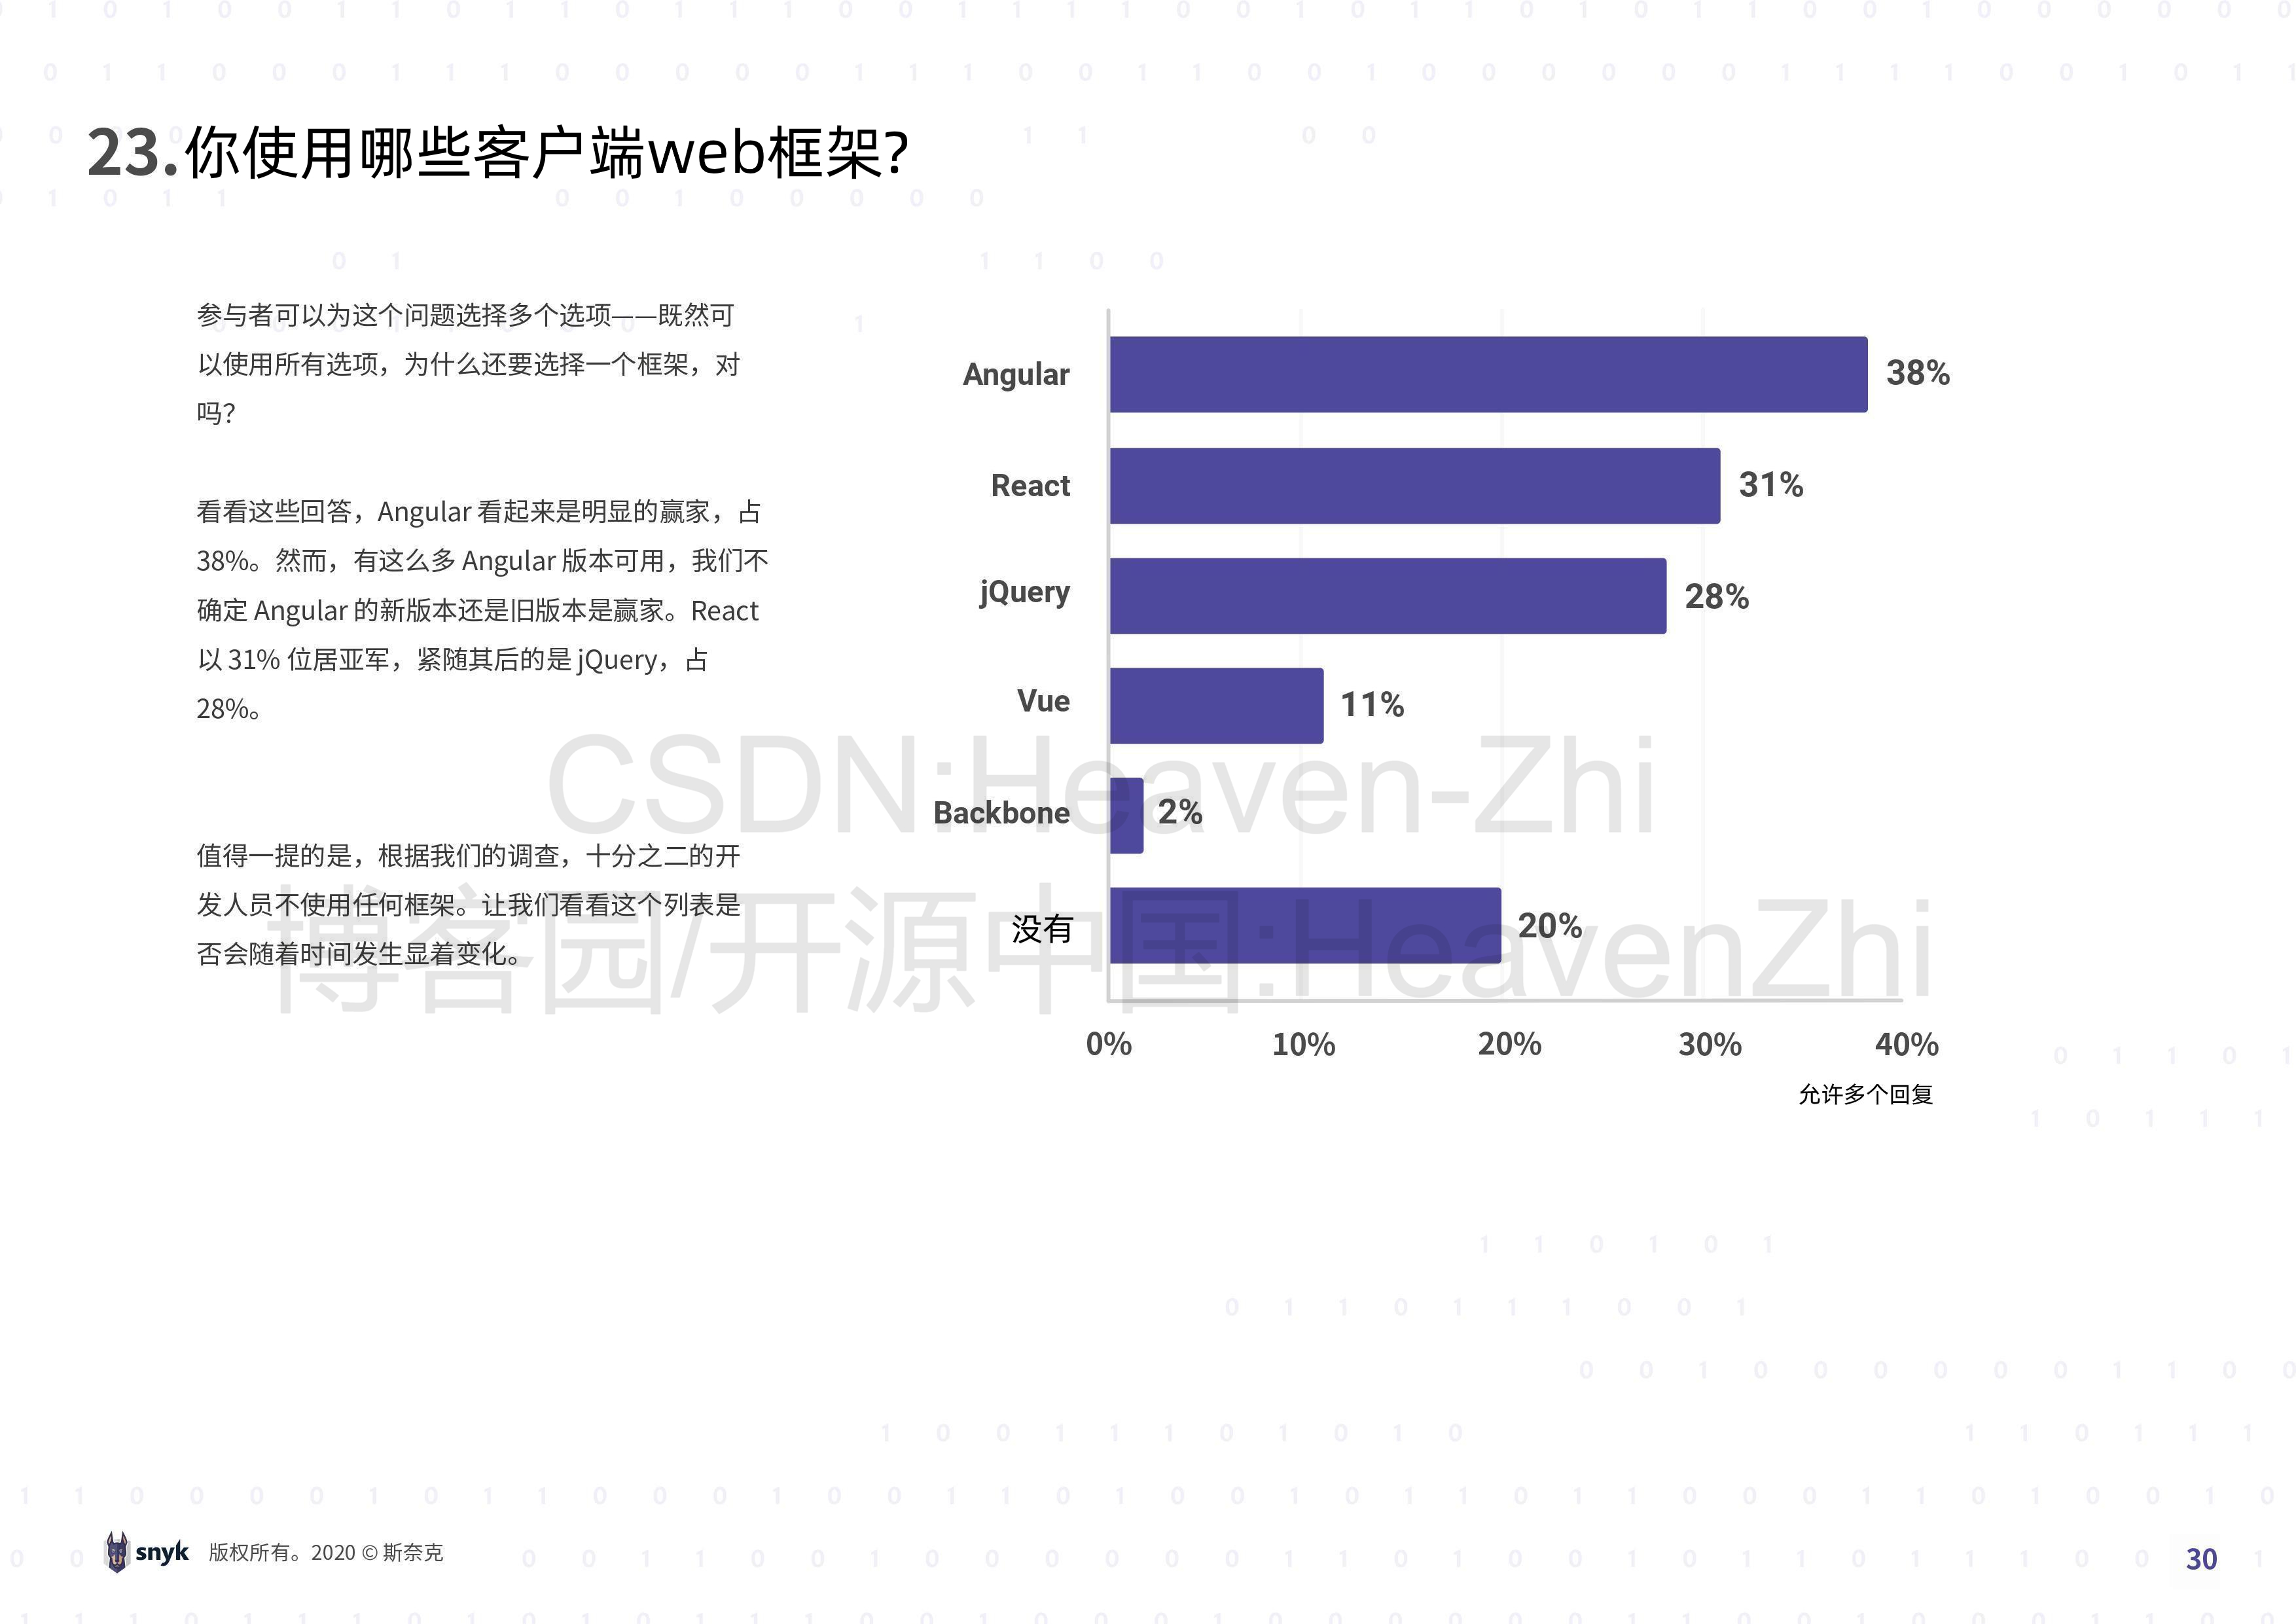 23.你使用哪些客户端web框架?
参与者可以为这个问题选择多个选项——既然可
以使用所有选项，为什么还要选择一个框架，对
吗?
看看这些回答，Angular 看起来是明显的赢家，占
38%。然而，有这么多 Angular 版本可用，我们不
确定 Angular 的新版本还是旧版本是赢家。React
以 31% 位居亚军，紧随其后的是 jQuery，占
28%。
值得一提的是，根据我们的调查，十分之二的开
发人员不使用任何框架。让我们看看这个列表是
否会随着时间发生显着变化。
Angular 38%
React 31%
jQuery 28%
Vue 11%
Backbone 2%
没有 20%
0% 10% 20% 30% 40%
允许多个回复
CSDN:Heaven-Zhi
博客园/开源中国:HeavenZhi
snyk 版权所有。2020 © 斯奈克
30